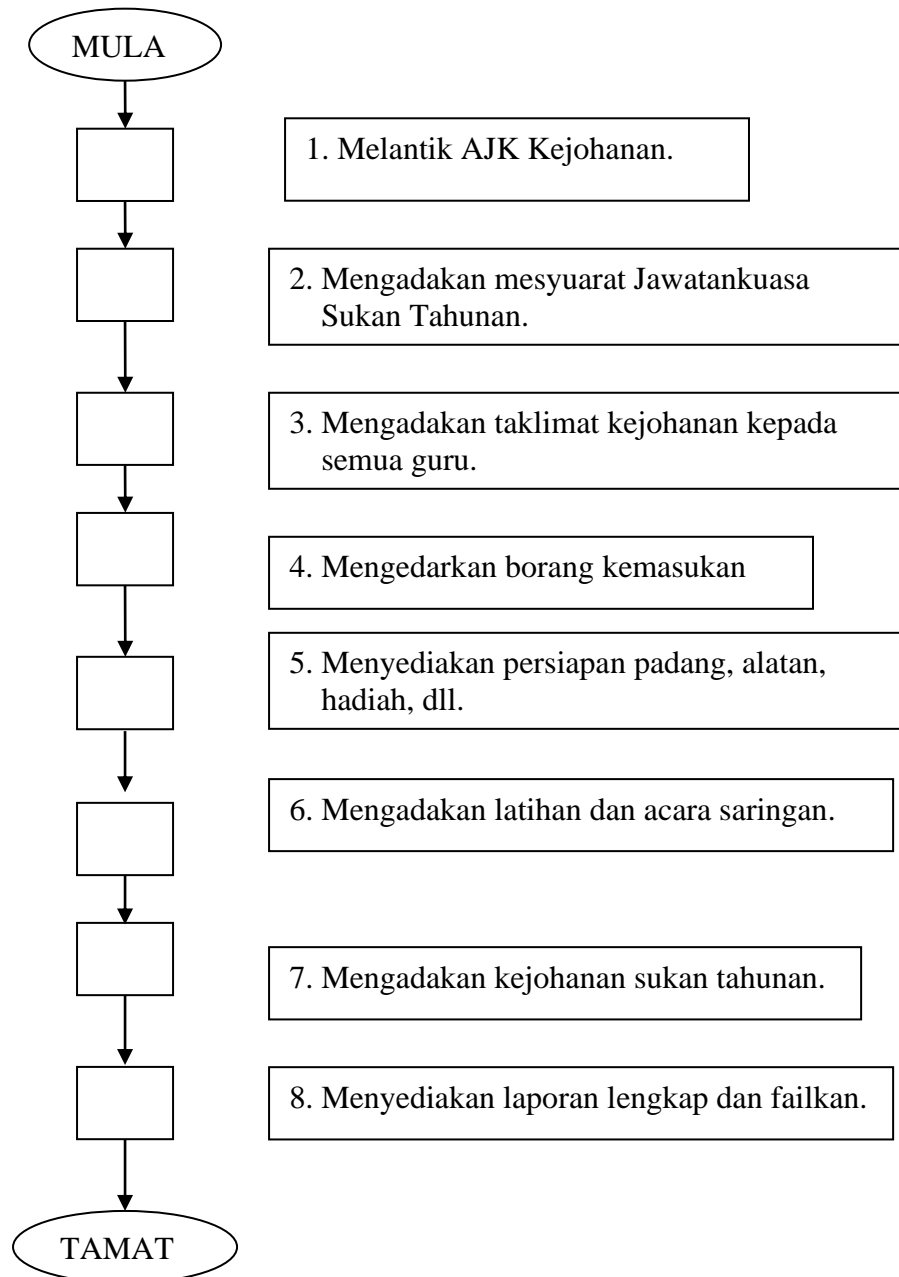 MULA
1. Melantik AJK Kejohanan.
2. Mengadakan mesyuarat Jawatankuasa
Sukan Tahunan.
3. Mengadakan taklimat kejohanan kepada
semua guru.
4. Mengedarkan borang kemasukan
5. Menyediakan persiapan padang, alatan,
hadiah, dll.
6. Mengadakan latihan dan acara saringan.
7. Mengadakan kejohanan sukan tahunan.
8. Menyediakan laporan lengkap dan failkan.
TAMAT